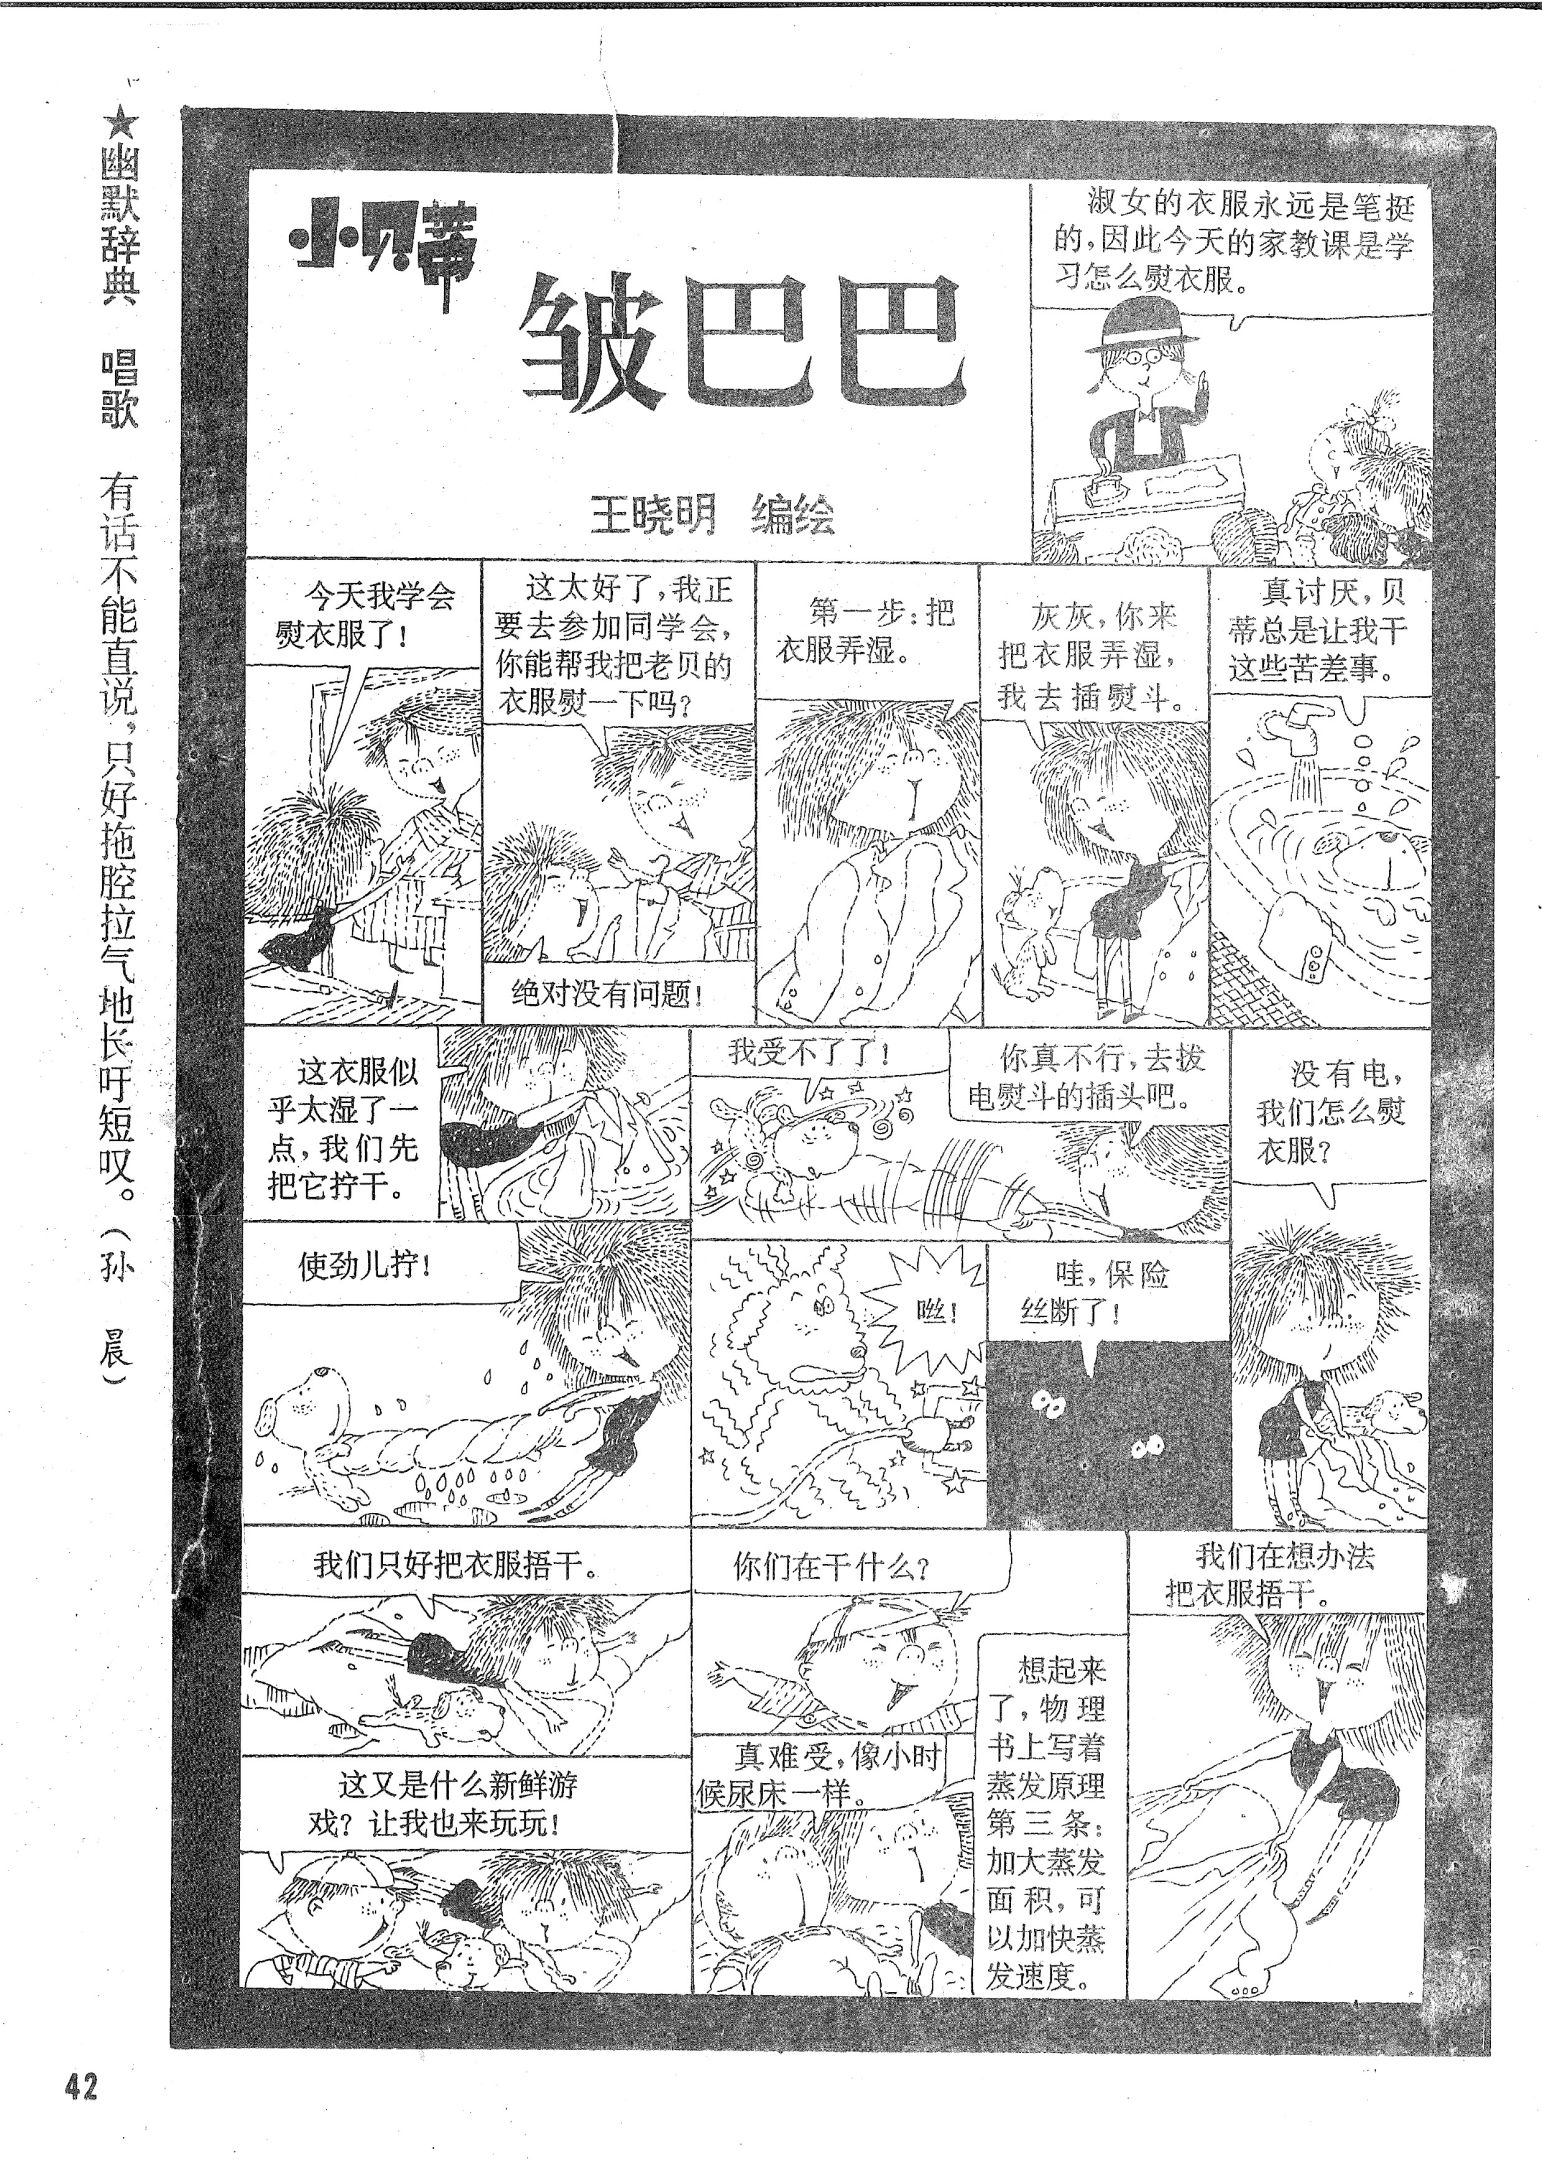 ★幽默辞典 唱歌 有话不能直说，只好拖腔拉气地长吁短叹。（孙 晨）
小贝蒂
皱巴巴
王晓明 编绘
淑女的衣服永远是笔挺
的，因此今天的家教课是学
习怎么熨衣服。
今天我学会
熨衣服了！
这太好了，我正
要去参加同学会，
你能帮我把老贝的
衣服熨一下吗？
绝对没有问题！
第一步：把
衣服弄湿。
灰灰，你来
把衣服弄湿，
我去插熨斗。
真讨厌，贝
蒂总是让我干
这些苦差事。
这衣服似
乎太湿了一
点，我们先
把它拧干。
使劲儿拧！
我受不了了！
你真不行，去拨
电熨斗的插头吧。
咝！
哇，保险
丝断了！
没有电，
我们怎么熨
衣服？
我们只好把衣服捂干。
这又是什么新鲜游
戏？让我也来玩玩！
你们在干什么？
真难受，像小时
候尿床一样。
想起来
了，物理
书上写着
蒸发原理
第三条：
加大蒸发
面积，可
以加快蒸
发速度。
我们在想办法
把衣服捂干。
42